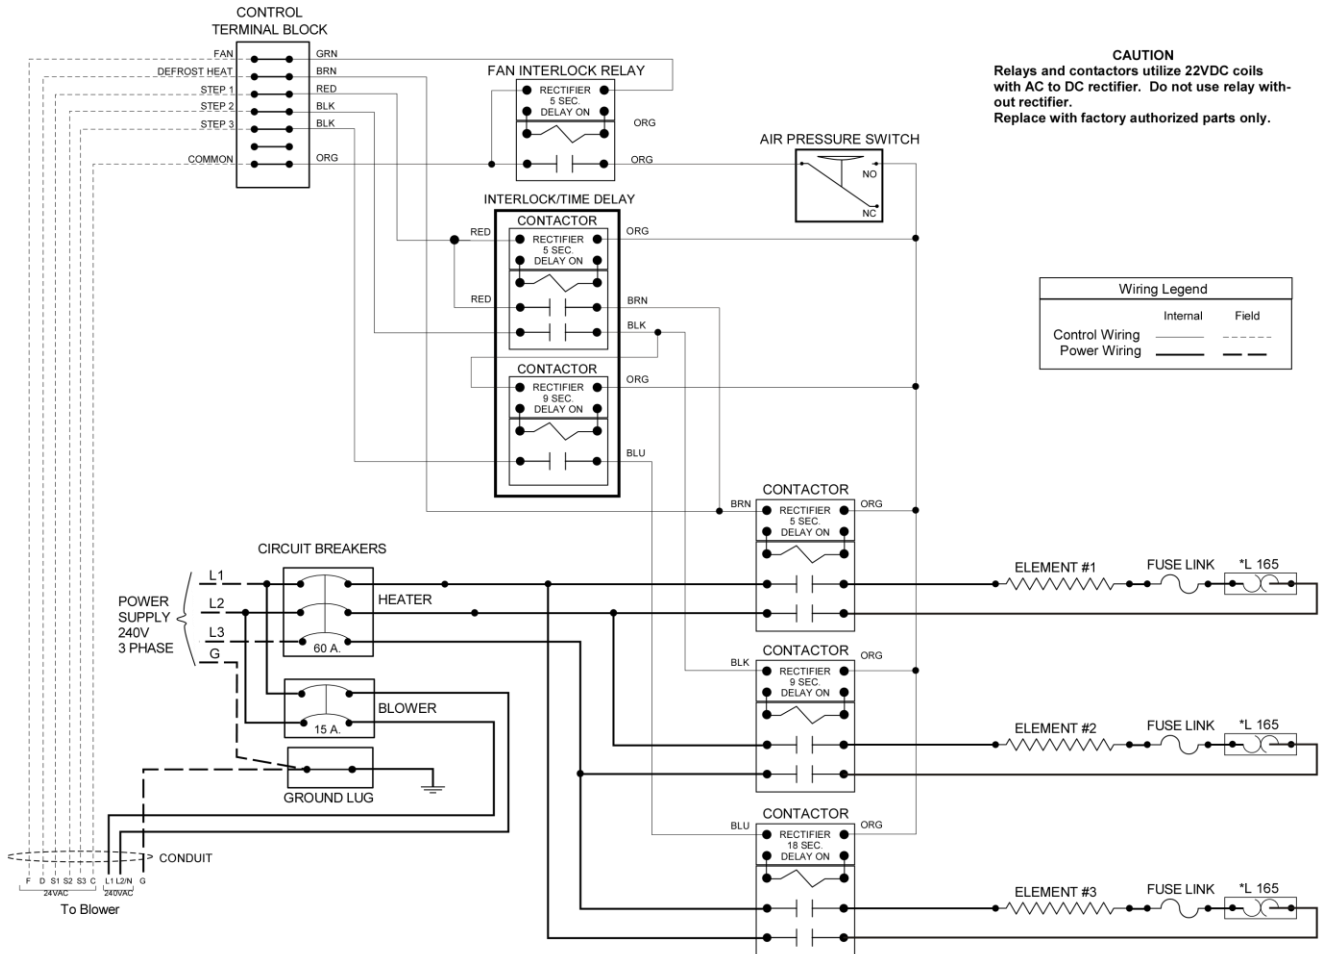 CONTROL
TERMINAL BLOCK
FAN
GRN
DEFROST HEAT
BRN
STEP 1
RED
STEP 2
BLK
STEP 3
BLK
COMMON
ORG
FAN INTERLOCK RELAY
RECTIFIER
5 SEC.
DELAY ON
ORG
ORG
AIR PRESSURE SWITCH
NO
NC
CAUTION
Relays and contactors utilize 22VDC coils
with AC to DC rectifier. Do not use relay with-
out rectifier.
Replace with factory authorized parts only.
INTERLOCK/TIME DELAY
CONTACTOR
RED
RECTIFIER
5 SEC.
DELAY ON
ORG
RED
BRN
BLK
CONTACTOR
RECTIFIER
9 SEC.
DELAY ON
ORG
BLU
Wiring Legend
Internal Field
Control Wiring
Power Wiring
CONTACTOR
BRN
RECTIFIER
5 SEC.
DELAY ON
ORG
ELEMENT #1
FUSE LINK
*L 165
CIRCUIT BREAKERS
POWER
SUPPLY
240V
3 PHASE
L1
L2
L3
G
HEATER
60 A.
BLOWER
15 A.
GROUND LUG
CONTACTOR
BLK
RECTIFIER
9 SEC.
DELAY ON
ORG
ELEMENT #2
FUSE LINK
*L 165
CONTACTOR
BLU
RECTIFIER
18 SEC.
DELAY ON
ORG
ELEMENT #3
FUSE LINK
*L 165
CONDUIT
F D S1 S2 S3 C L1 L2/N G
24VAC 240VAC
To Blower